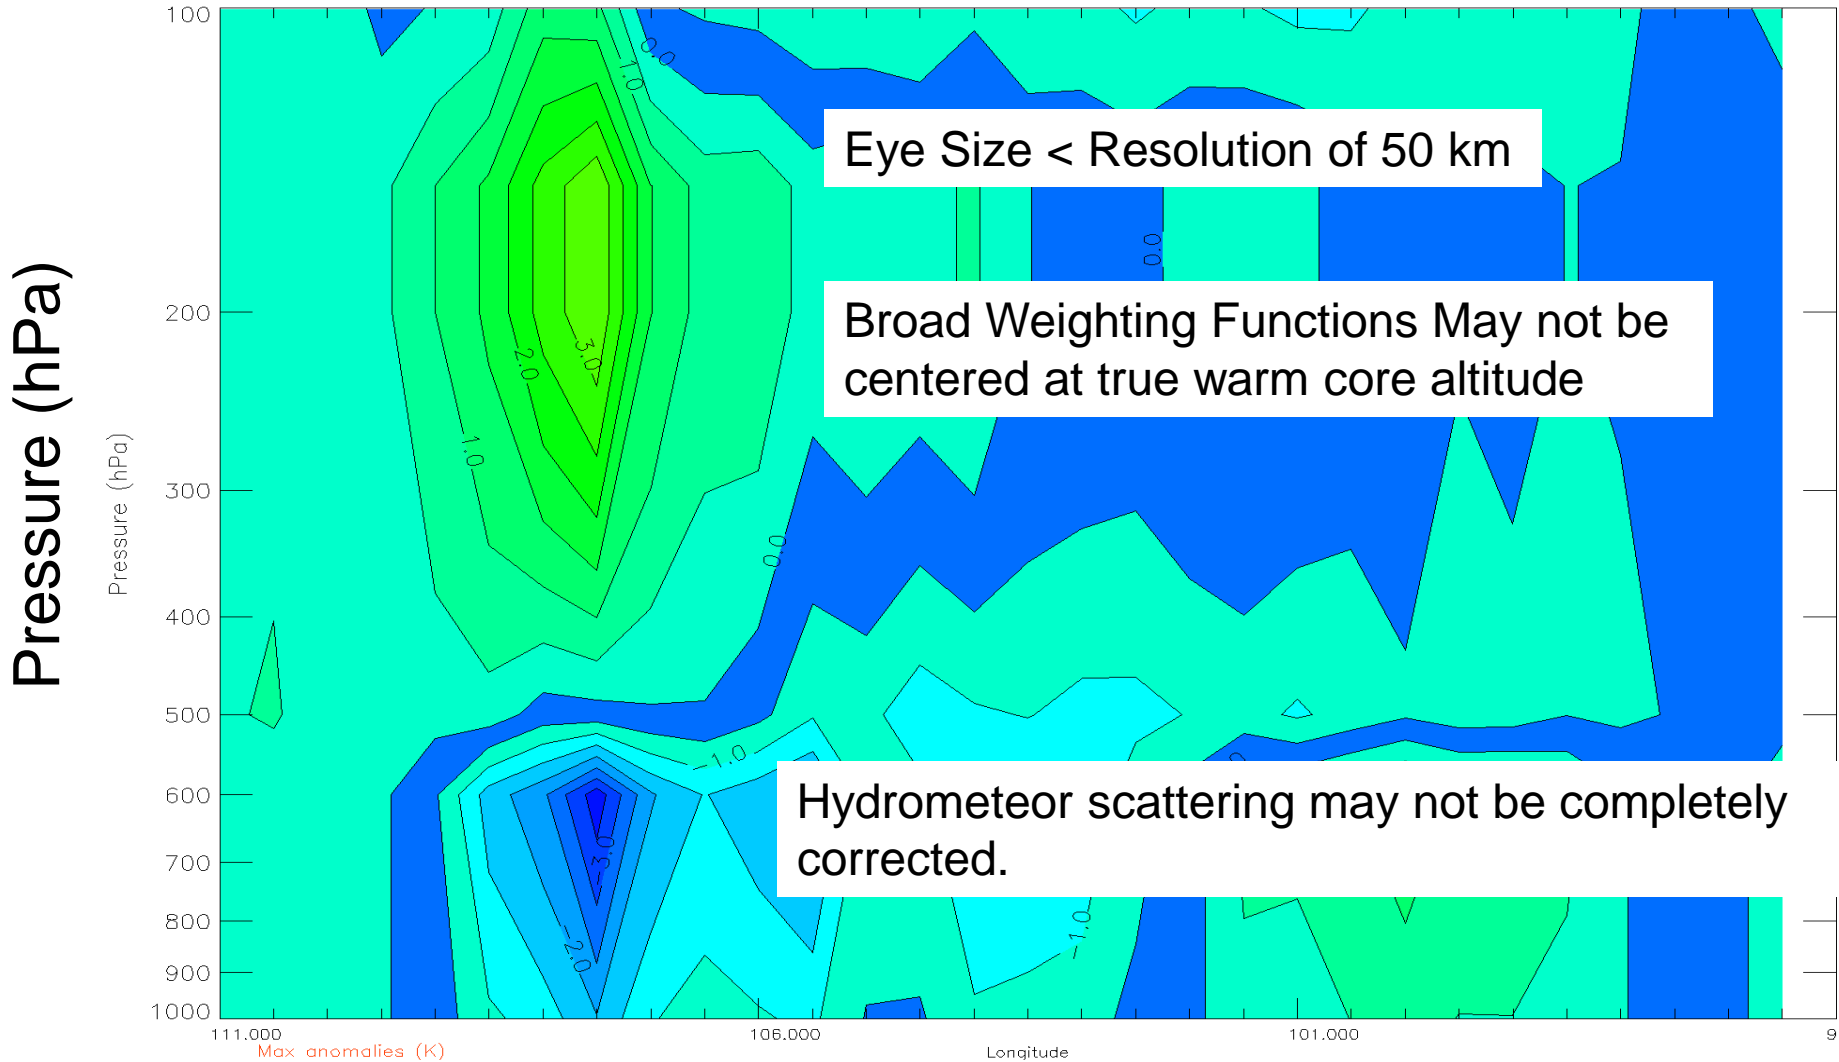 100
0.0
1.0
Eye Size < Resolution of 50 km
0.0
200
Broad Weighting Functions May not be
centered at true warm core altitude
3.0
2.0
Pressure (hPa)
Pressure (hPa)
1.0
300
0.0
400
500
-1.0
0
600
Hydrometeor scattering may not be completely
corrected.
700
-3.0
800
-2.0
-1.0
900
1000
111.000
106.000
101.000
9
Max anomalies (K)
Longitude